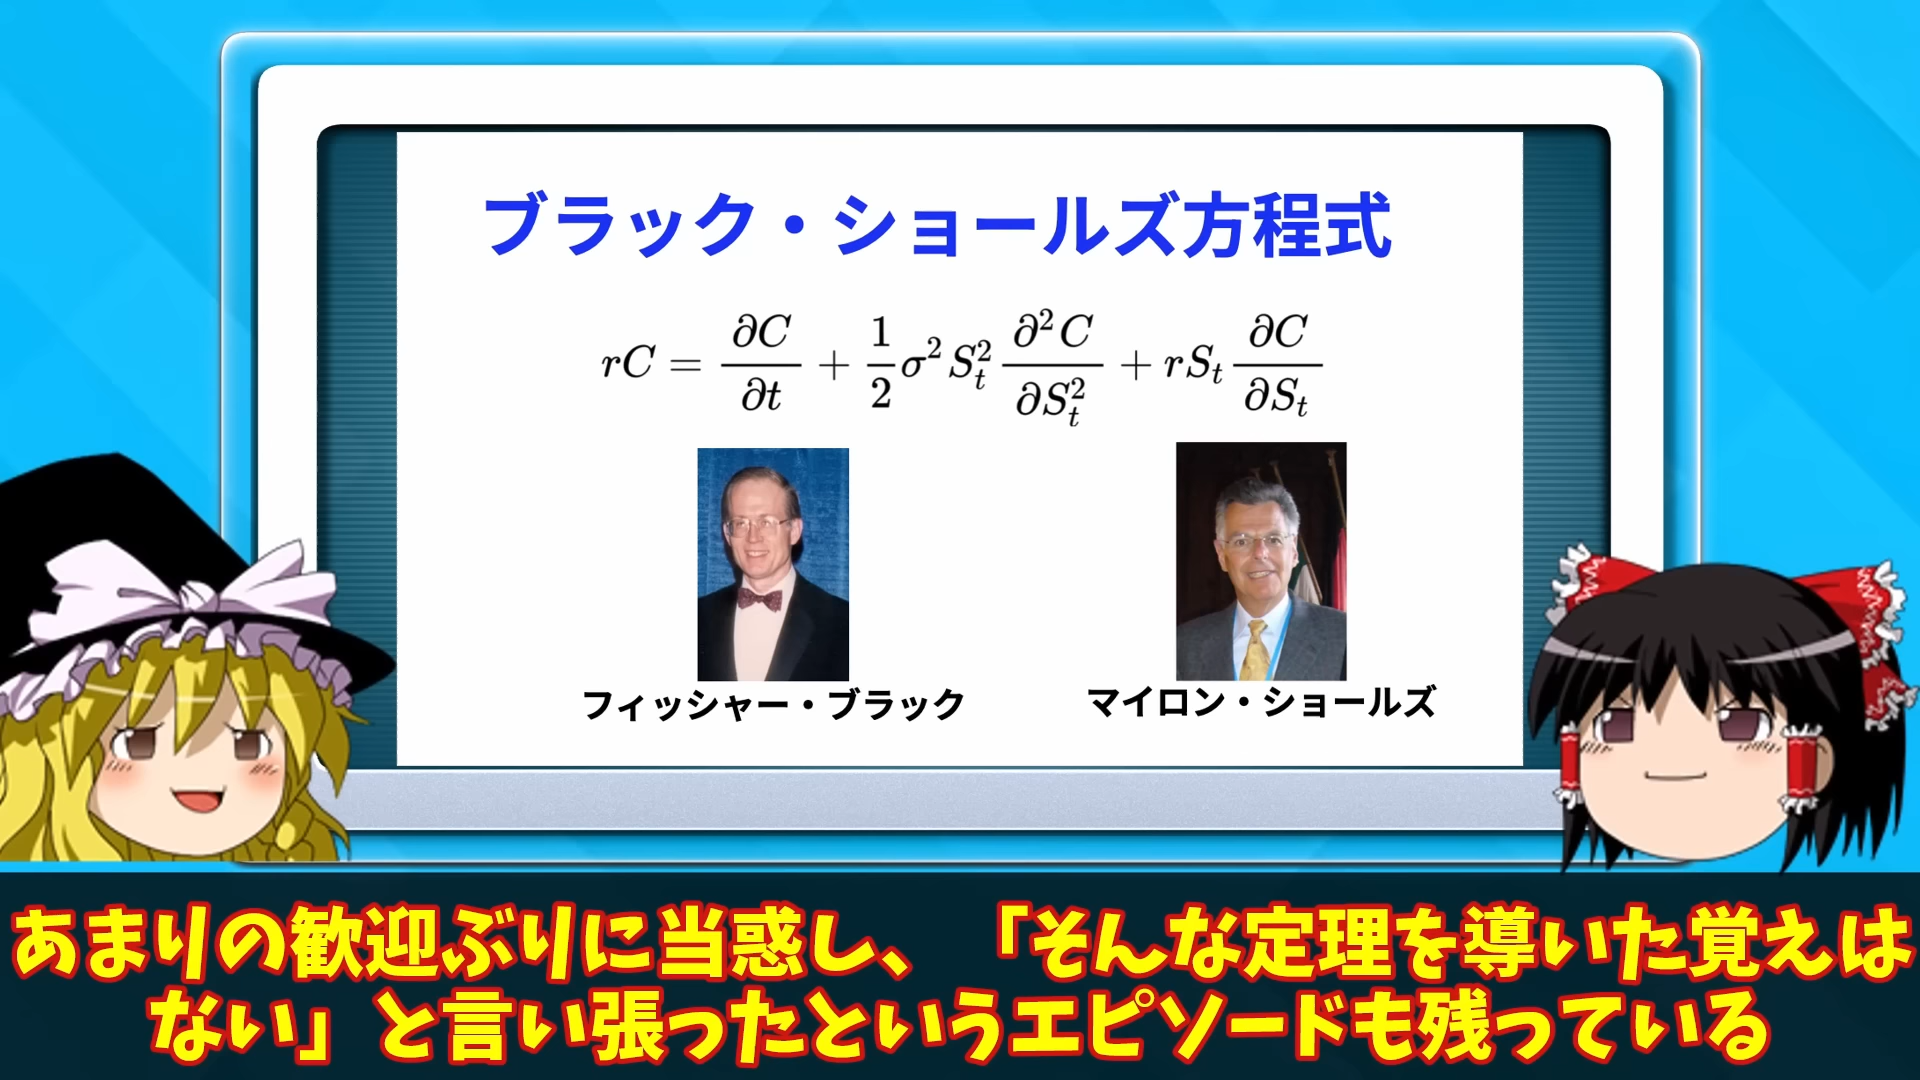 ブラック・ショールズ方程式
rC = ∂C/∂t + 1/2 σ² S_t² ∂²C/∂S_t² + rS_t ∂C/∂S_t
フィッシャー・ブラック
マイロン・ショールズ
あまりの歓迎ぶりに当惑し、「そんな定理を導いた覚えは
ない」と言い張ったというエピソードも残っている